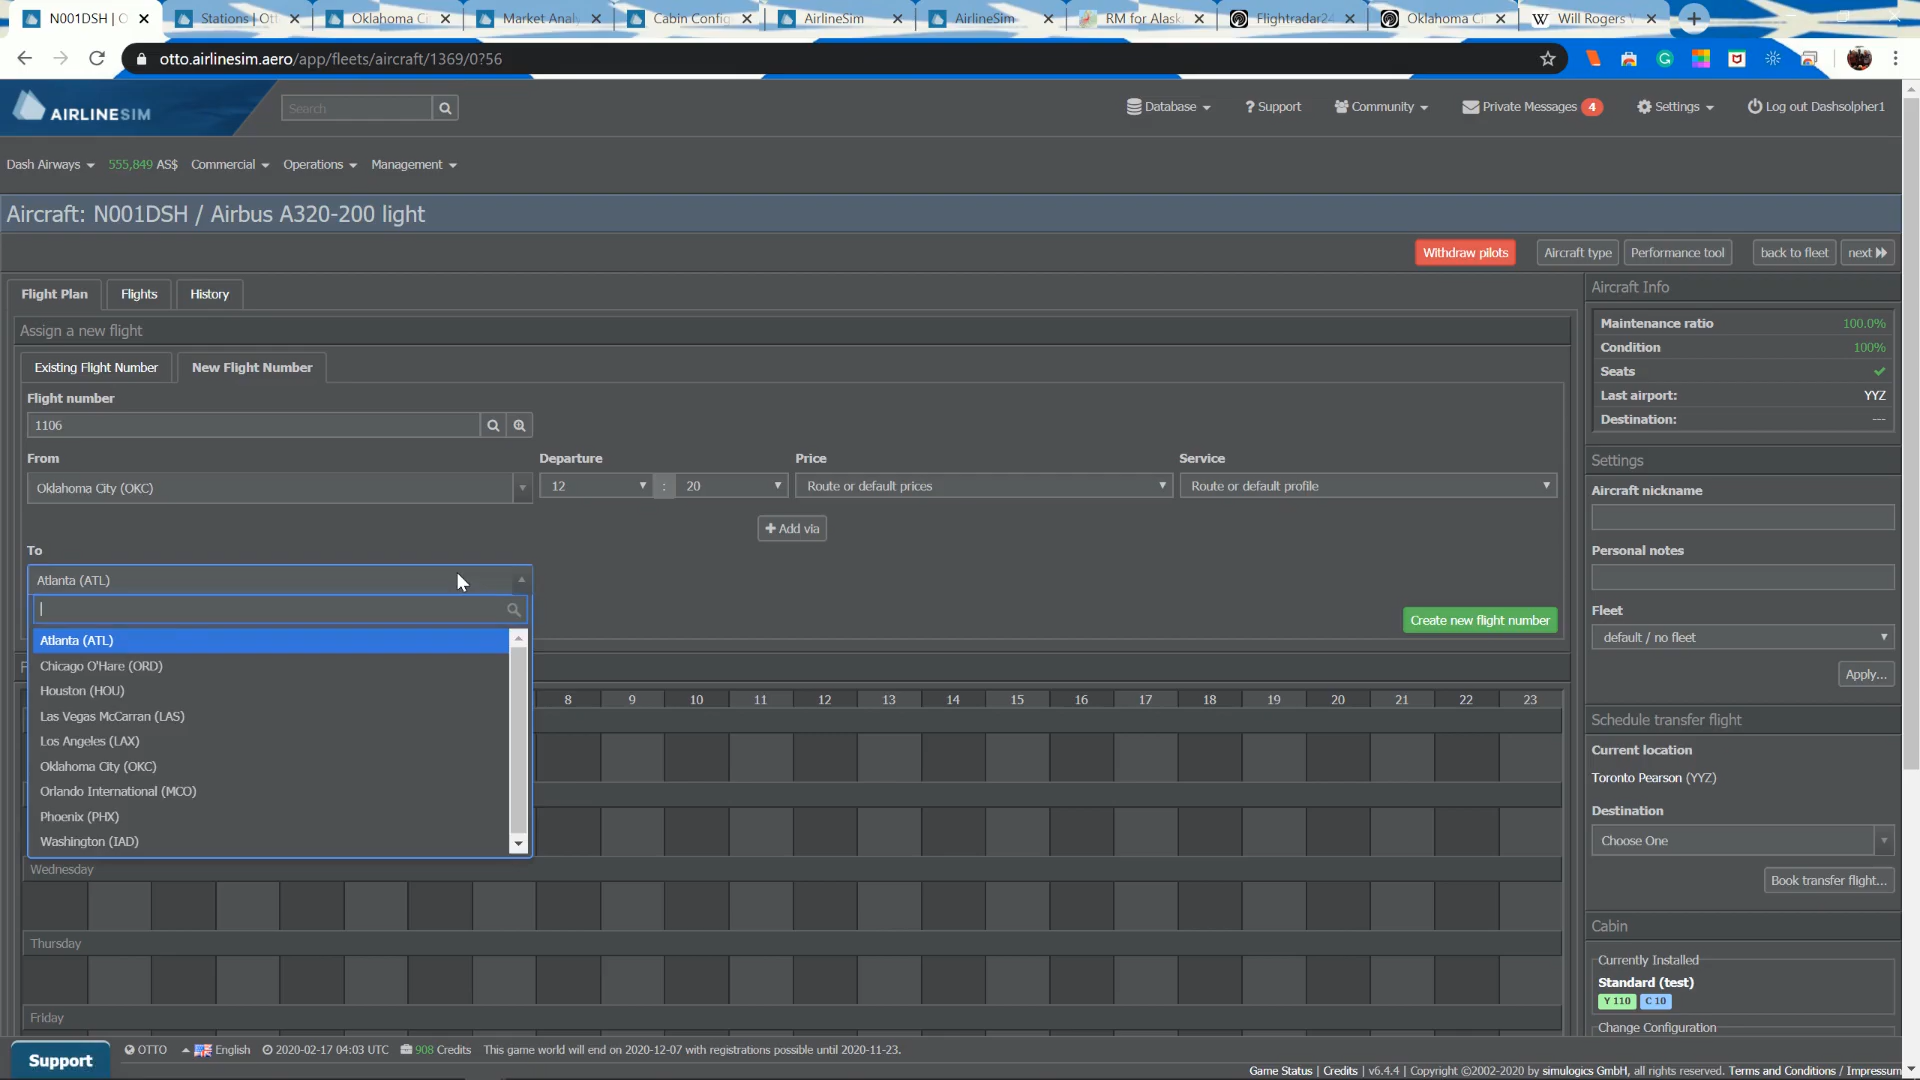 N001DSH | O
Stations | Ott
Oklahoma Ci
Market Analy
Cabin Config
AirlineSim
AirlineSim
RM for Alask
Flightradar24
Oklahoma Ci
Will Rogers
otto.airlinesim.aero/app/fleets/aircraft/1369/0?56
AIRLINESIM
Search
Database
? Support
Community
Private Messages 4
Settings
Log out Dashsolpher1
Dash Airways
555,849 AS$
Commercial
Operations
Management
Aircraft: N001DSH / Airbus A320-200 light
Withdraw pilots
Aircraft type
Performance tool
back to fleet
next
Flight Plan
Flights
History
Assign a new flight
Existing Flight Number
New Flight Number
Flight number
1106
From
Departure
Price
Service
Oklahoma City (OKC)
12 : 20
Route or default prices
Route or default profile
+ Add via
To
Atlanta (ATL)
Create new flight number
Atlanta (ATL)
Chicago O'Hare (ORD)
Houston (HOU)
Las Vegas McCarran (LAS)
Los Angeles (LAX)
Oklahoma City (OKC)
Orlando International (MCO)
Phoenix (PHX)
Washington (IAD)
8 9 10 11 12 13 14 15 16 17 18 19 20 21 22 23
Wednesday
Thursday
Friday
Aircraft Info
Maintenance ratio 100.0%
Condition 100%
Seats
Last airport: YYZ
Destination: ---
Settings
Aircraft nickname
Personal notes
Fleet
default / no fleet
Apply...
Schedule transfer flight
Current location
Toronto Pearson (YYZ)
Destination
Choose One
Book transfer flight...
Cabin
Currently Installed
Standard (test)
Y 110 C 10
Change Configuration
Support
OTTO
English
2020-02-17 04:03 UTC
908 Credits
This game world will end on 2020-12-07 with registrations possible until 2020-11-23.
Game Status | Credits | v6.4.4 | Copyright ©2002-2020 by simulogics GmbH, all rights reserved. Terms and Conditions / Impressum